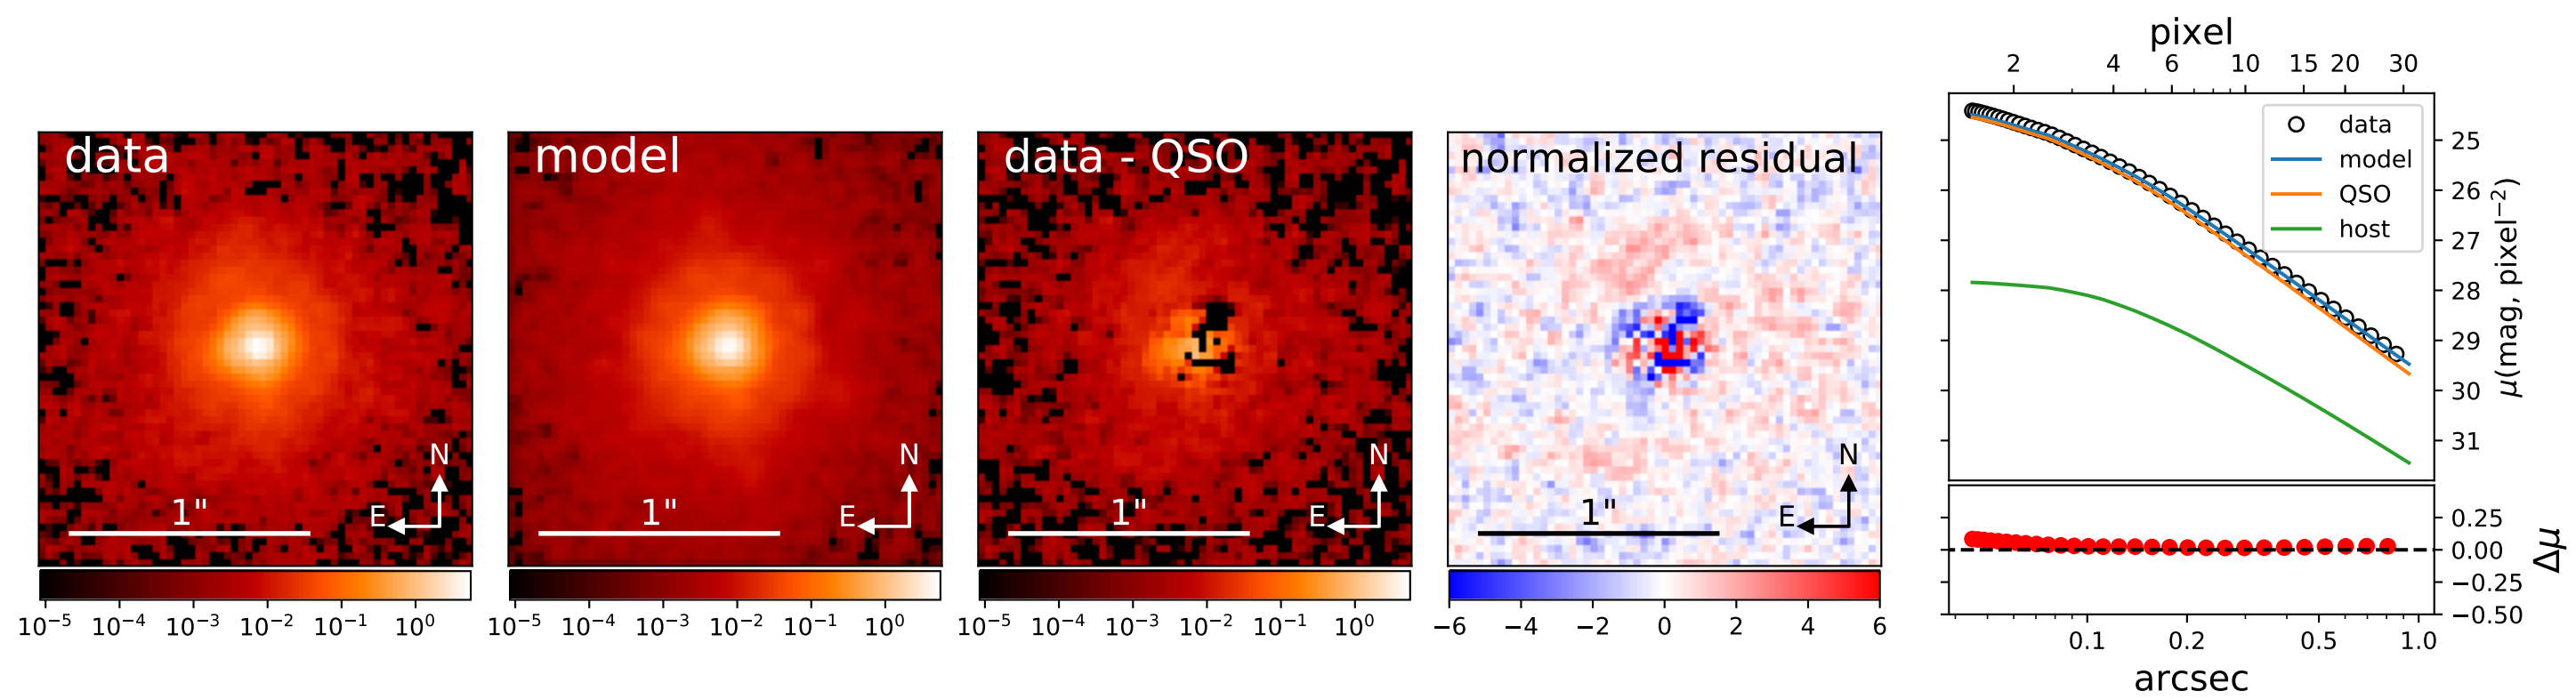 data
N
E
1"
10⁻⁵ 10⁻⁴ 10⁻³ 10⁻² 10⁻¹ 10⁰
model
N
E
1"
10⁻⁵ 10⁻⁴ 10⁻³ 10⁻² 10⁻¹ 10⁰
data - QSO
N
E
1"
10⁻⁵ 10⁻⁴ 10⁻³ 10⁻² 10⁻¹ 10⁰
normalized residual
N
E
1"
−6 −4 −2 0 2 4 6
pixel
2 4 6 10 15 20 30
data
model
QSO
host
25
26
27
28
29
30
31
μ(mag, pixel⁻²)
0.25
0.00
−0.25
−0.50
Δμ
0.1 0.2 0.5 1.0
arcsec